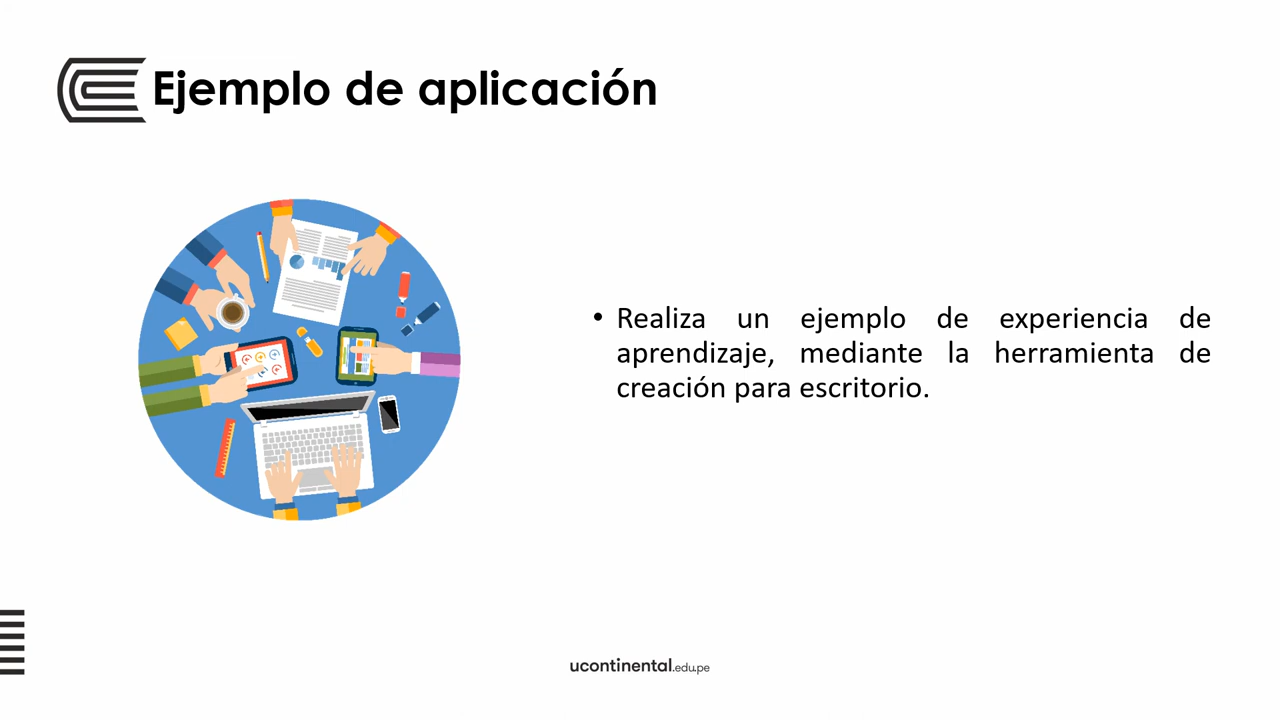 Ejemplo de aplicación
• Realiza un ejemplo de experiencia de
aprendizaje, mediante la herramienta de
creación para escritorio.
ucontinental.edu.pe